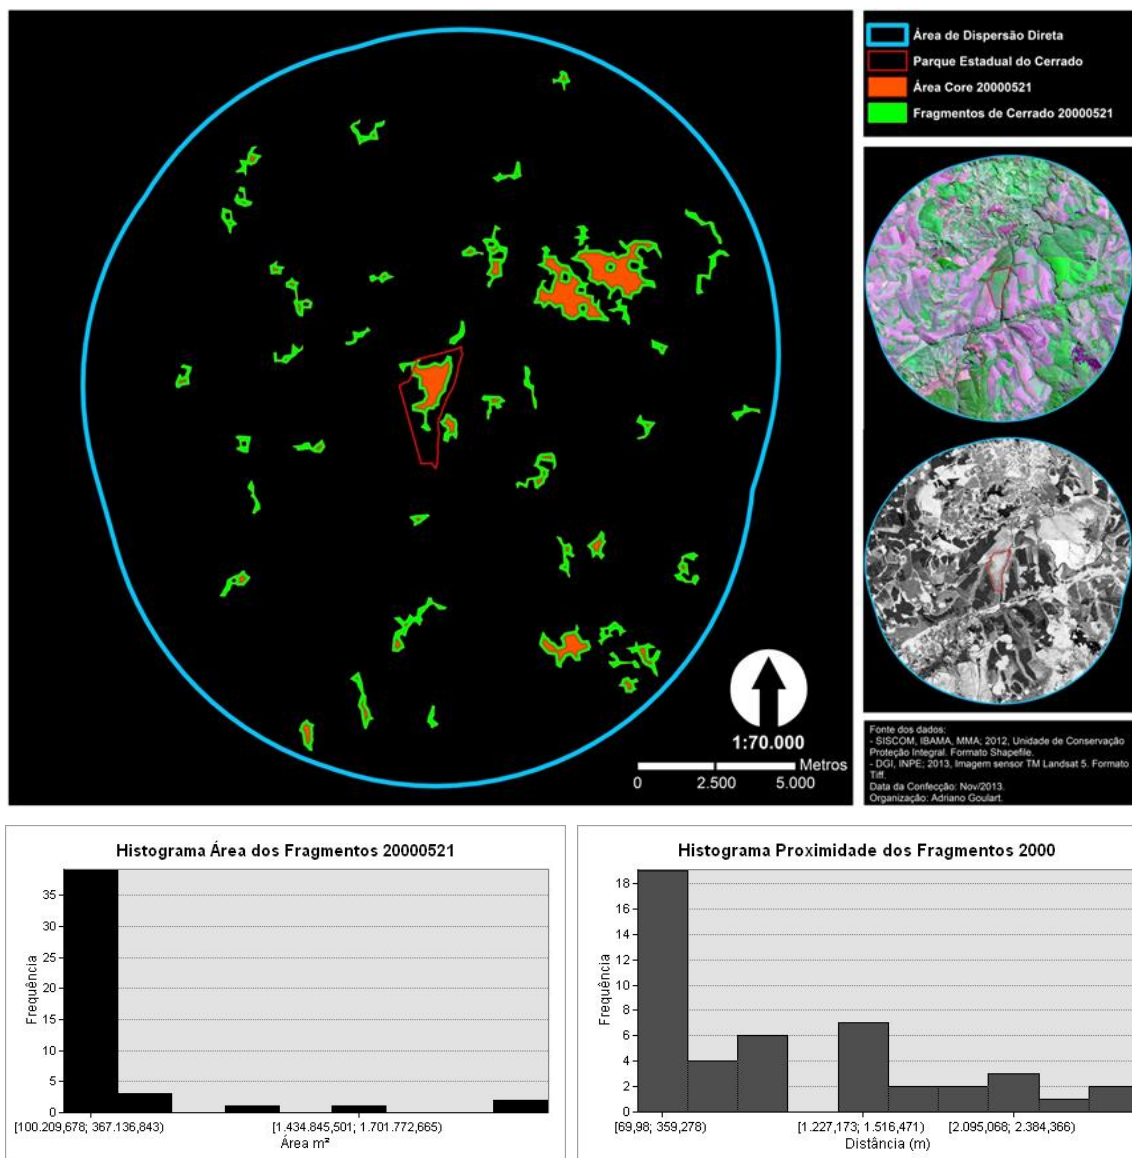 Área de Dispersão Direta
Parque Estadual do Cerrado
Área Core 20000521
Fragmentos de Cerrado 20000521
1:70.000
Metros
0 2.500 5.000
Fonte dos dados:
- SISCOM, IBAMA, MMA; 2012, Unidade de Conservação
Proteção Integral. Formato Shapefile.
- DGI, INPE; 2013, Imagem sensor TM Landsat 5. Formato
Tiff.
Data da Confecção: Nov/2013.
Organização: Adriano Goulart.
Histograma Área dos Fragmentos 20000521
Frequência
35
30
25
20
15
10
5
0
[100.209,678; 367.136,843) [1.434.845,501; 1.701.772,665)
Área m²
Histograma Proximidade dos Fragmentos 2000
Frequência
18
16
14
12
10
8
6
4
2
0
[69,98; 359,278) [1.227,173; 1.516,471) [2.095,068; 2.384,366)
Distância (m)